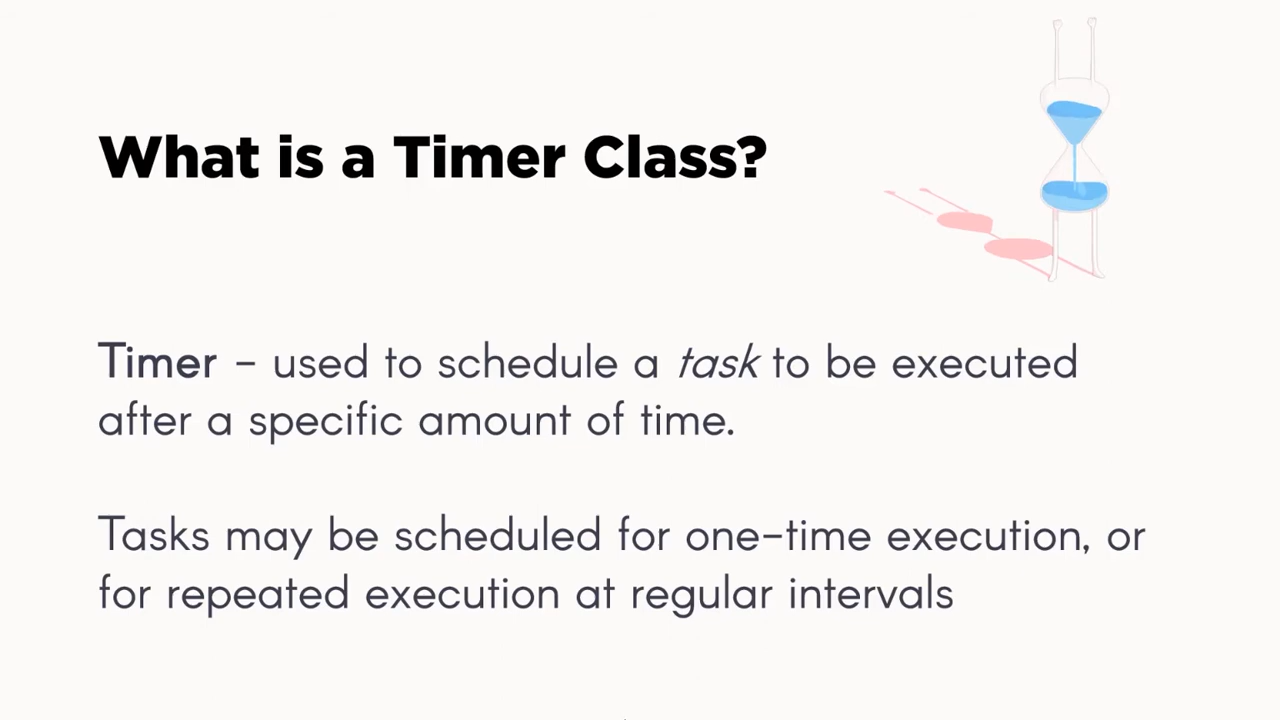 What is a Timer Class?
Timer - used to schedule a task to be executed
after a specific amount of time.
Tasks may be scheduled for one-time execution, or
for repeated execution at regular intervals